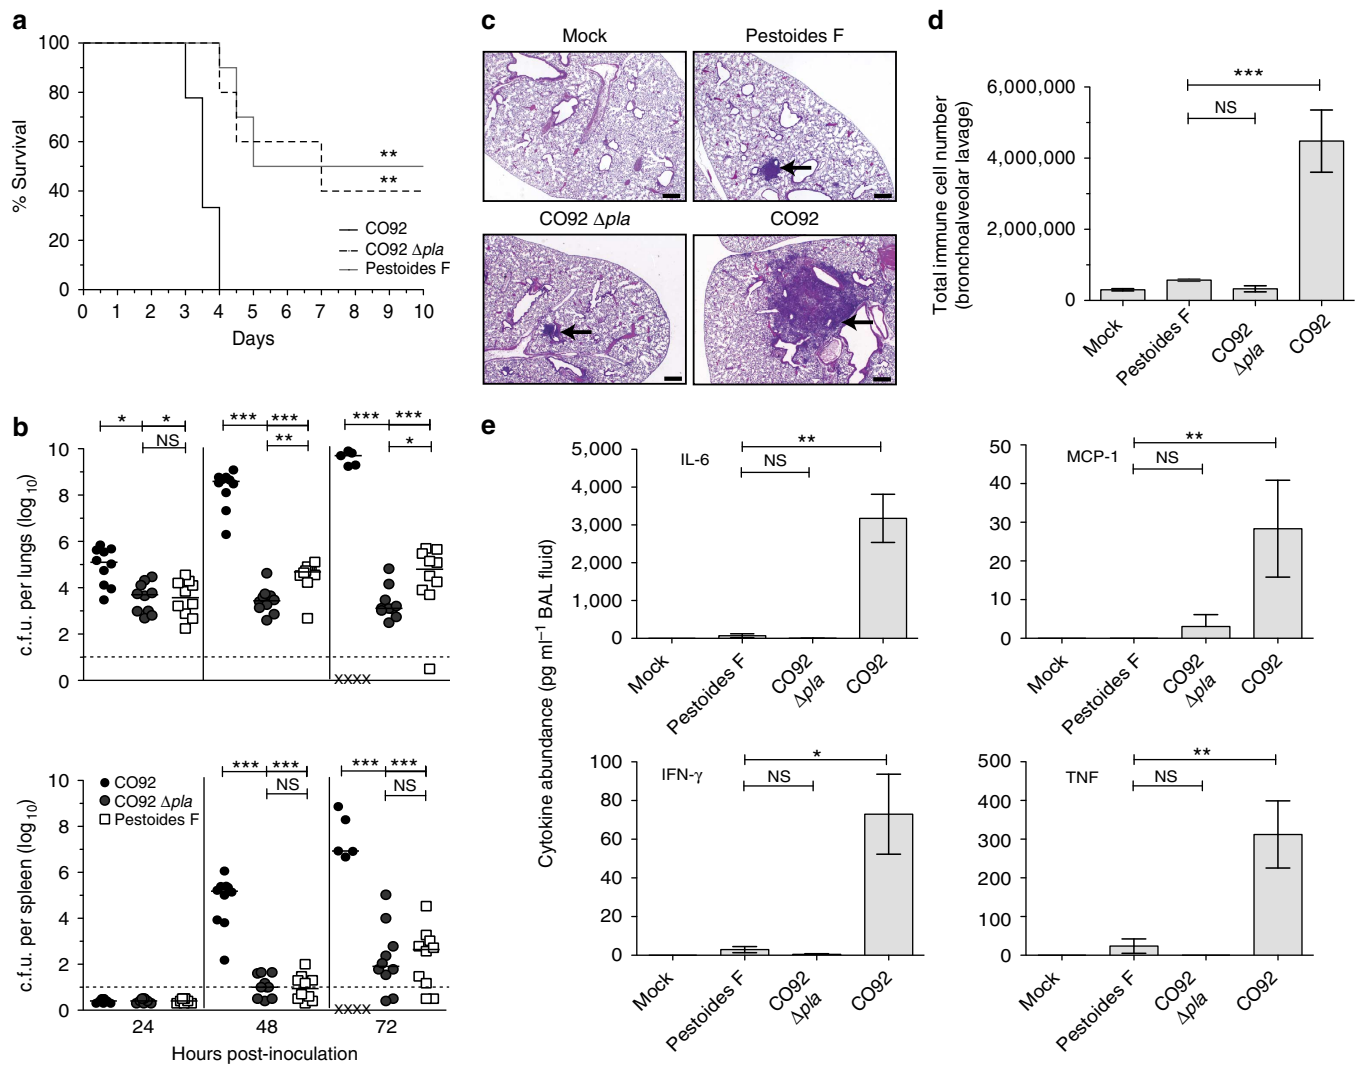 a
100
80
60
40
20
0
% Survival
**
**
CO92
CO92 Δpla
Pestoides F
0 1 2 3 4 5 6 7 8 9 10
Days
b
* *
NS
*** ***
**
*** ***
*
10
8
6
4
2
0
c.f.u. per lungs (log10)
XXXX
*** ***
NS
*** ***
NS
10
8
6
4
2
0
c.f.u. per spleen (log10)
CO92
CO92 Δpla
Pestoides F
XXXX
24 48 72
Hours post-inoculation
c
Mock Pestoides F
CO92 Δpla CO92
d
***
NS
6,000,000
4,000,000
2,000,000
0
Total immune cell number
(bronchoalveolar lavage)
Mock
Pestoides F
CO92
Δpla
CO92
e
Cytokine abundance (pg ml–1 BAL fluid)
IL-6
**
NS
5,000
4,000
3,000
2,000
1,000
0
Mock
Pestoides F
CO92
Δpla
CO92
MCP-1
**
NS
50
40
30
20
10
0
Mock
Pestoides F
CO92
Δpla
CO92
IFN-γ
*
NS
100
80
60
40
20
0
Mock
Pestoides F
CO92
Δpla
CO92
TNF
**
NS
500
400
300
200
100
0
Mock
Pestoides F
CO92
Δpla
CO92